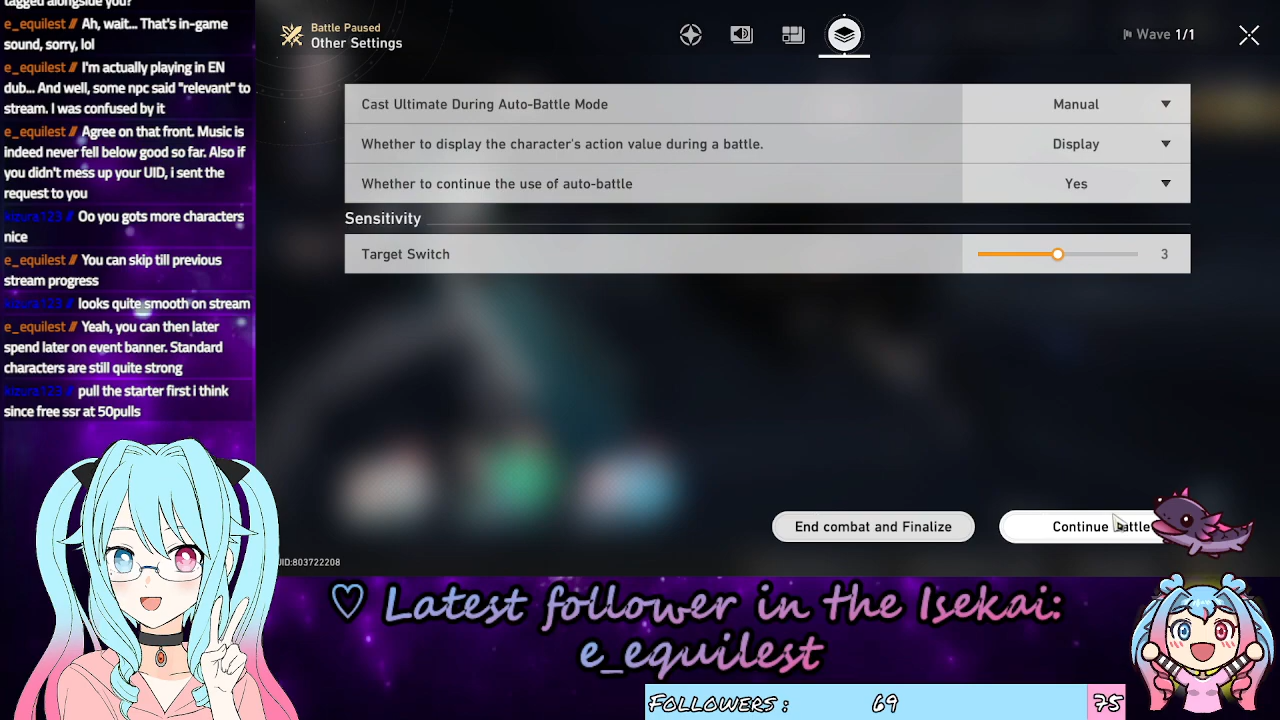 tagged alongside you?
e_equilest // Ah, wait... That's in-game
sound, sorry, lol
e_equilest // I'm actually playing in EN
dub... And well, some npc said "relevant" to
stream. I was confused by it
e_equilest // Agree on that front. Music is
indeed never fell below good so far. Also if
you didn't mess up your UID, i sent the
request to you
kizura123 // Oo you gots more characters
nice
e_equilest // You can skip till previous
stream progress
kizura123 // looks quite smooth on stream
e_equilest // Yeah, you can then later
spend later on event banner. Standard
characters are still quite strong
kizura123 // pull the starter first i think
since free ssr at 50pulls
Battle Paused
Other Settings
Wave 1/1
Cast Ultimate During Auto-Battle Mode Manual
Whether to display the character's action value during a battle. Display
Whether to continue the use of auto-battle Yes
Sensitivity
Target Switch 3
End combat and Finalize
Continue Battle
UID:803722208
♡ Latest follower in the Isekai:
e_equilest
Followers : 69 75